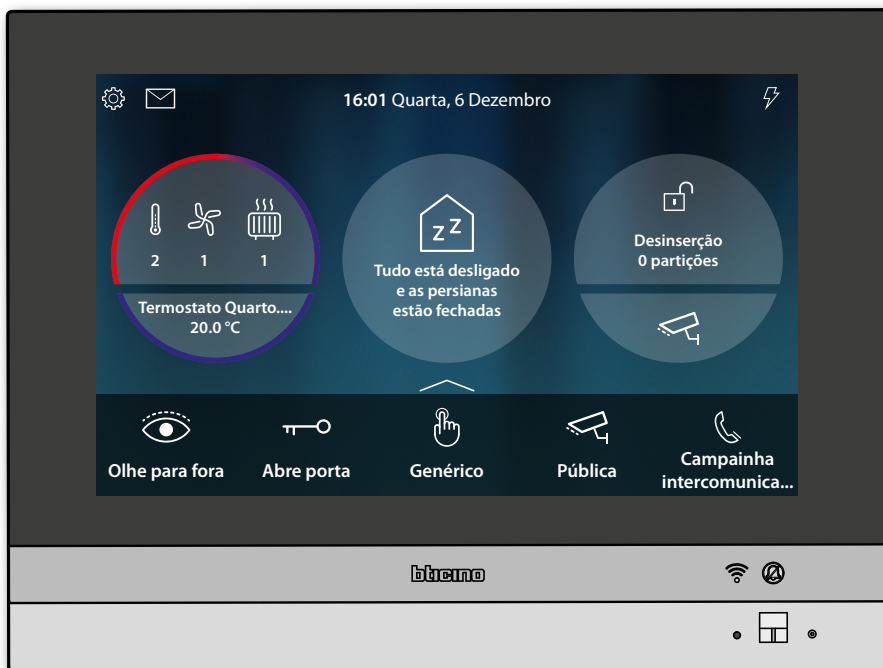 16:01 Quarta, 6 Dezembro
2 1 1
Termostato Quarto....
20.0 °C
zz
Tudo está desligado
e as persianas
estão fechadas
Desinserção
0 partições
Olhe para fora
Abre porta
Genérico
Pública
Campainha
intercomunica...
bticino